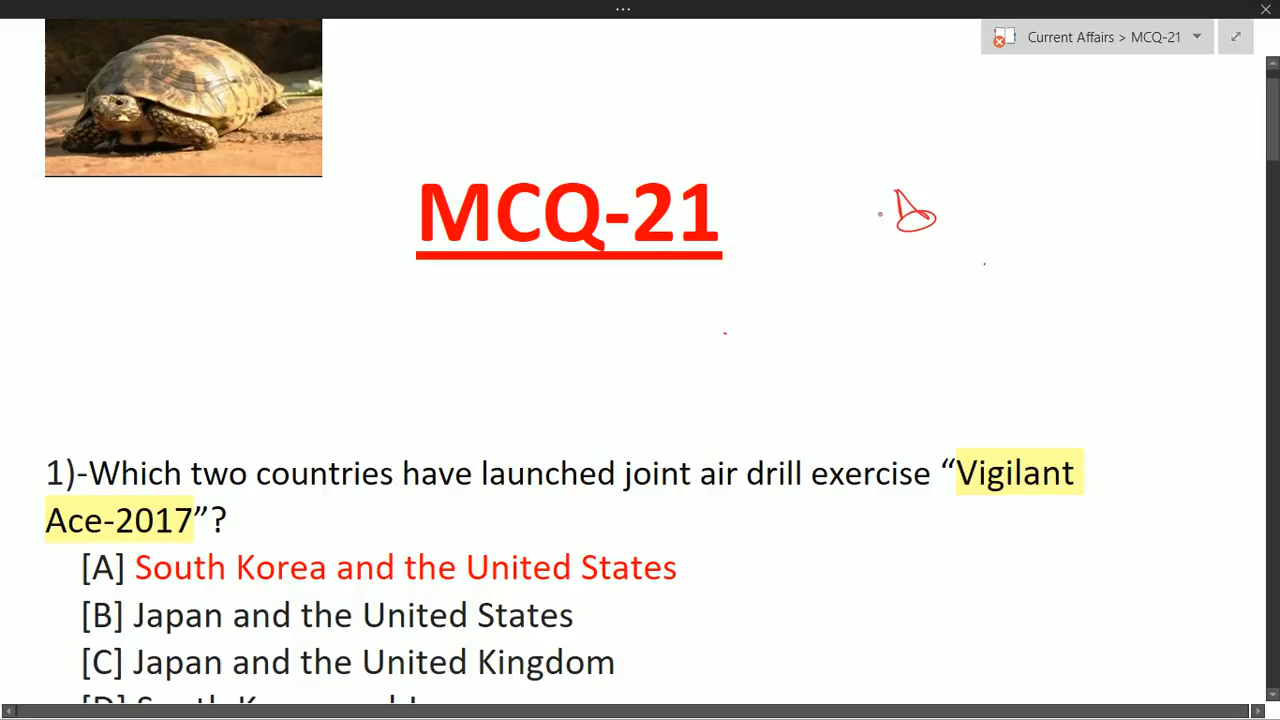 Current Affairs > MCQ-21
MCQ-21
1)-Which two countries have launched joint air drill exercise “Vigilant
Ace-2017”?
[A] South Korea and the United States
[B] Japan and the United States
[C] Japan and the United Kingdom